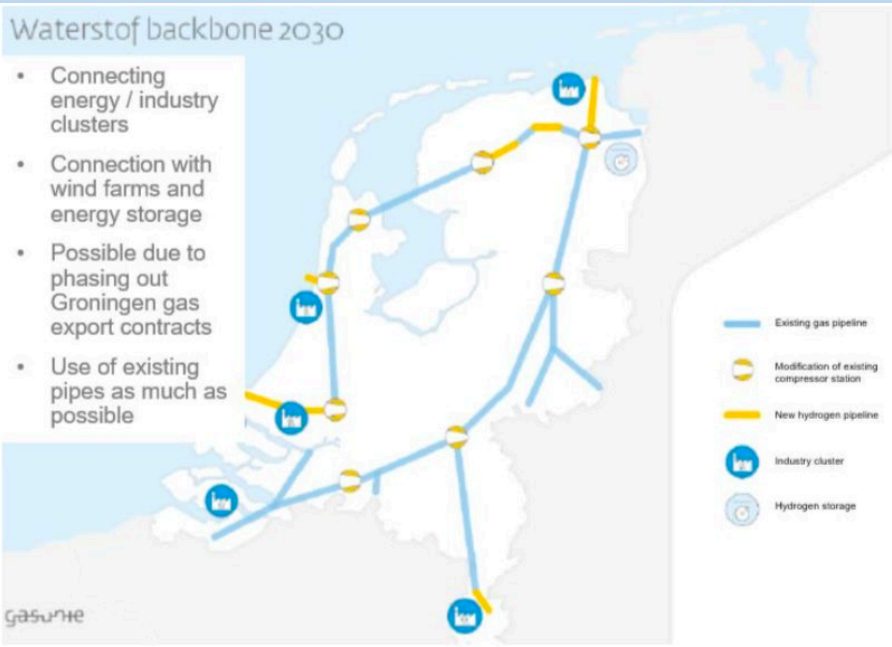 Waterstof backbone 2030
• Connecting
energy / industry
clusters
• Connection with
wind farms and
energy storage
• Possible due to
phasing out
Groningen gas
export contracts
• Use of existing
pipes as much as
possible
Existing gas pipeline
Modification of existing
compressor station
New hydrogen pipeline
Industry cluster
Hydrogen storage
gasunie